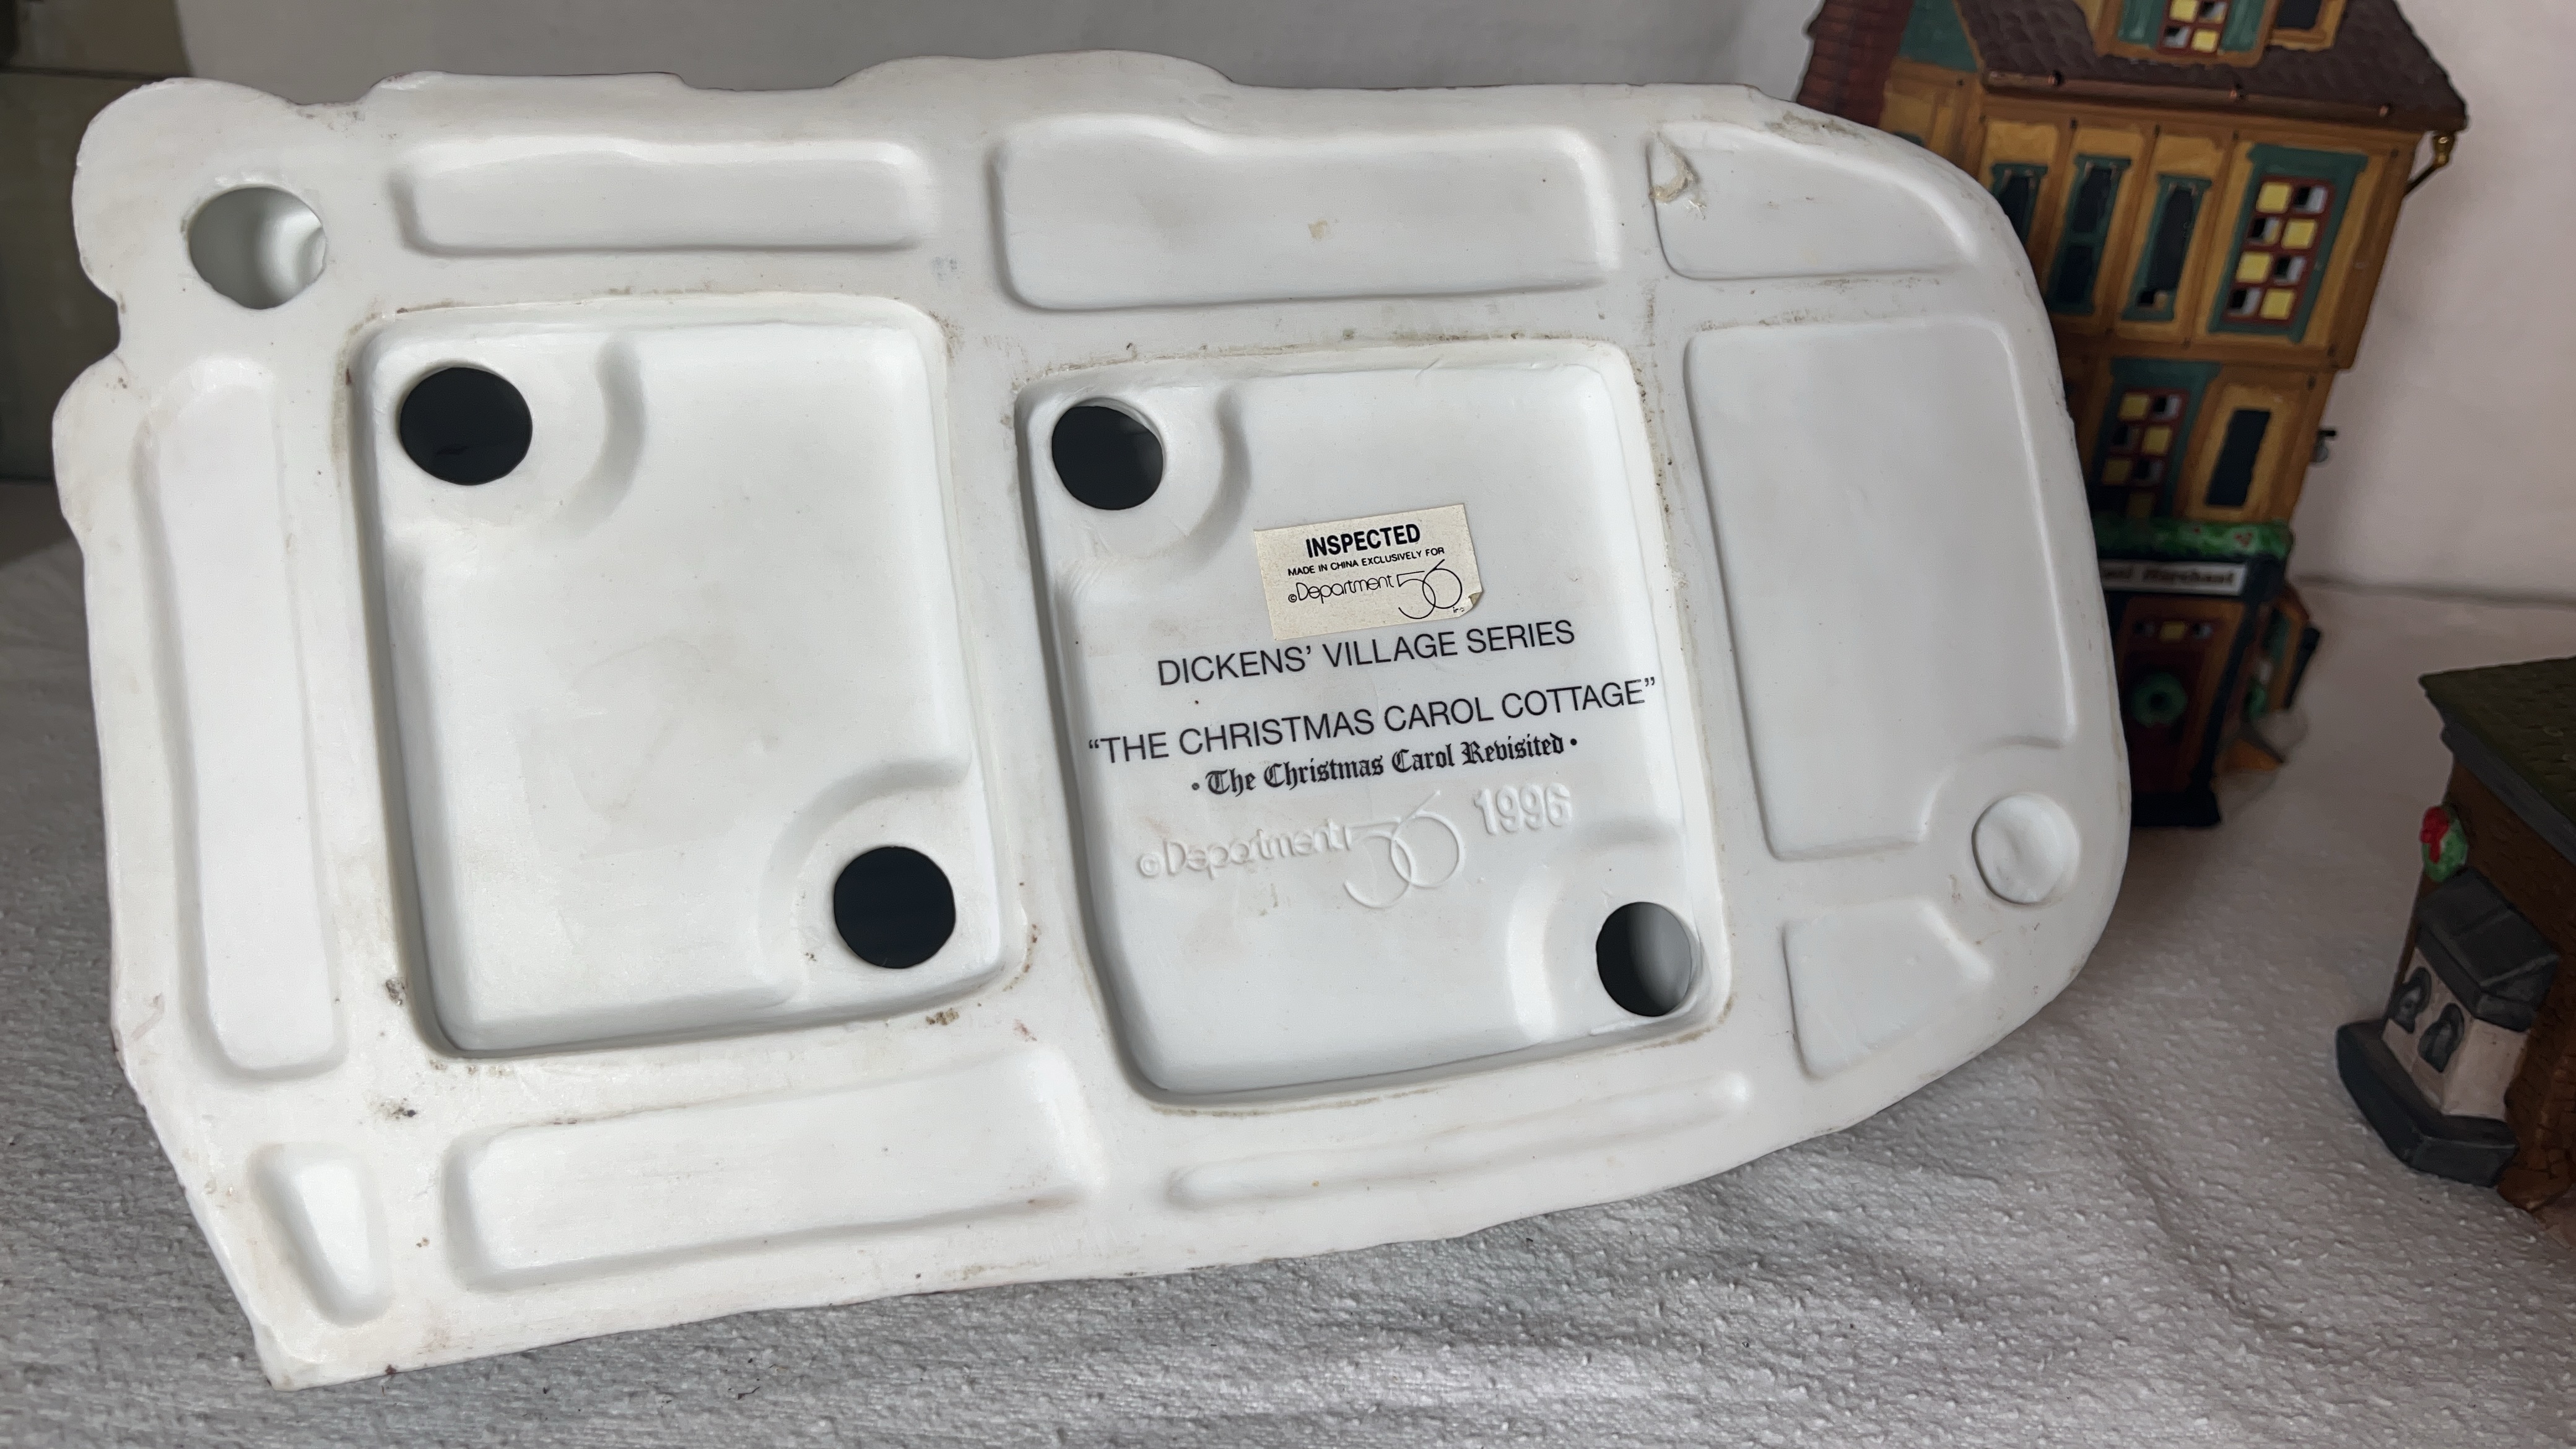 INSPECTED
MADE IN CHINA EXCLUSIVELY FOR
©Department 56
DICKENS' VILLAGE SERIES
“THE CHRISTMAS CAROL COTTAGE”
• The Christmas Carol Revisited •
©Department 56 1996
Merchant